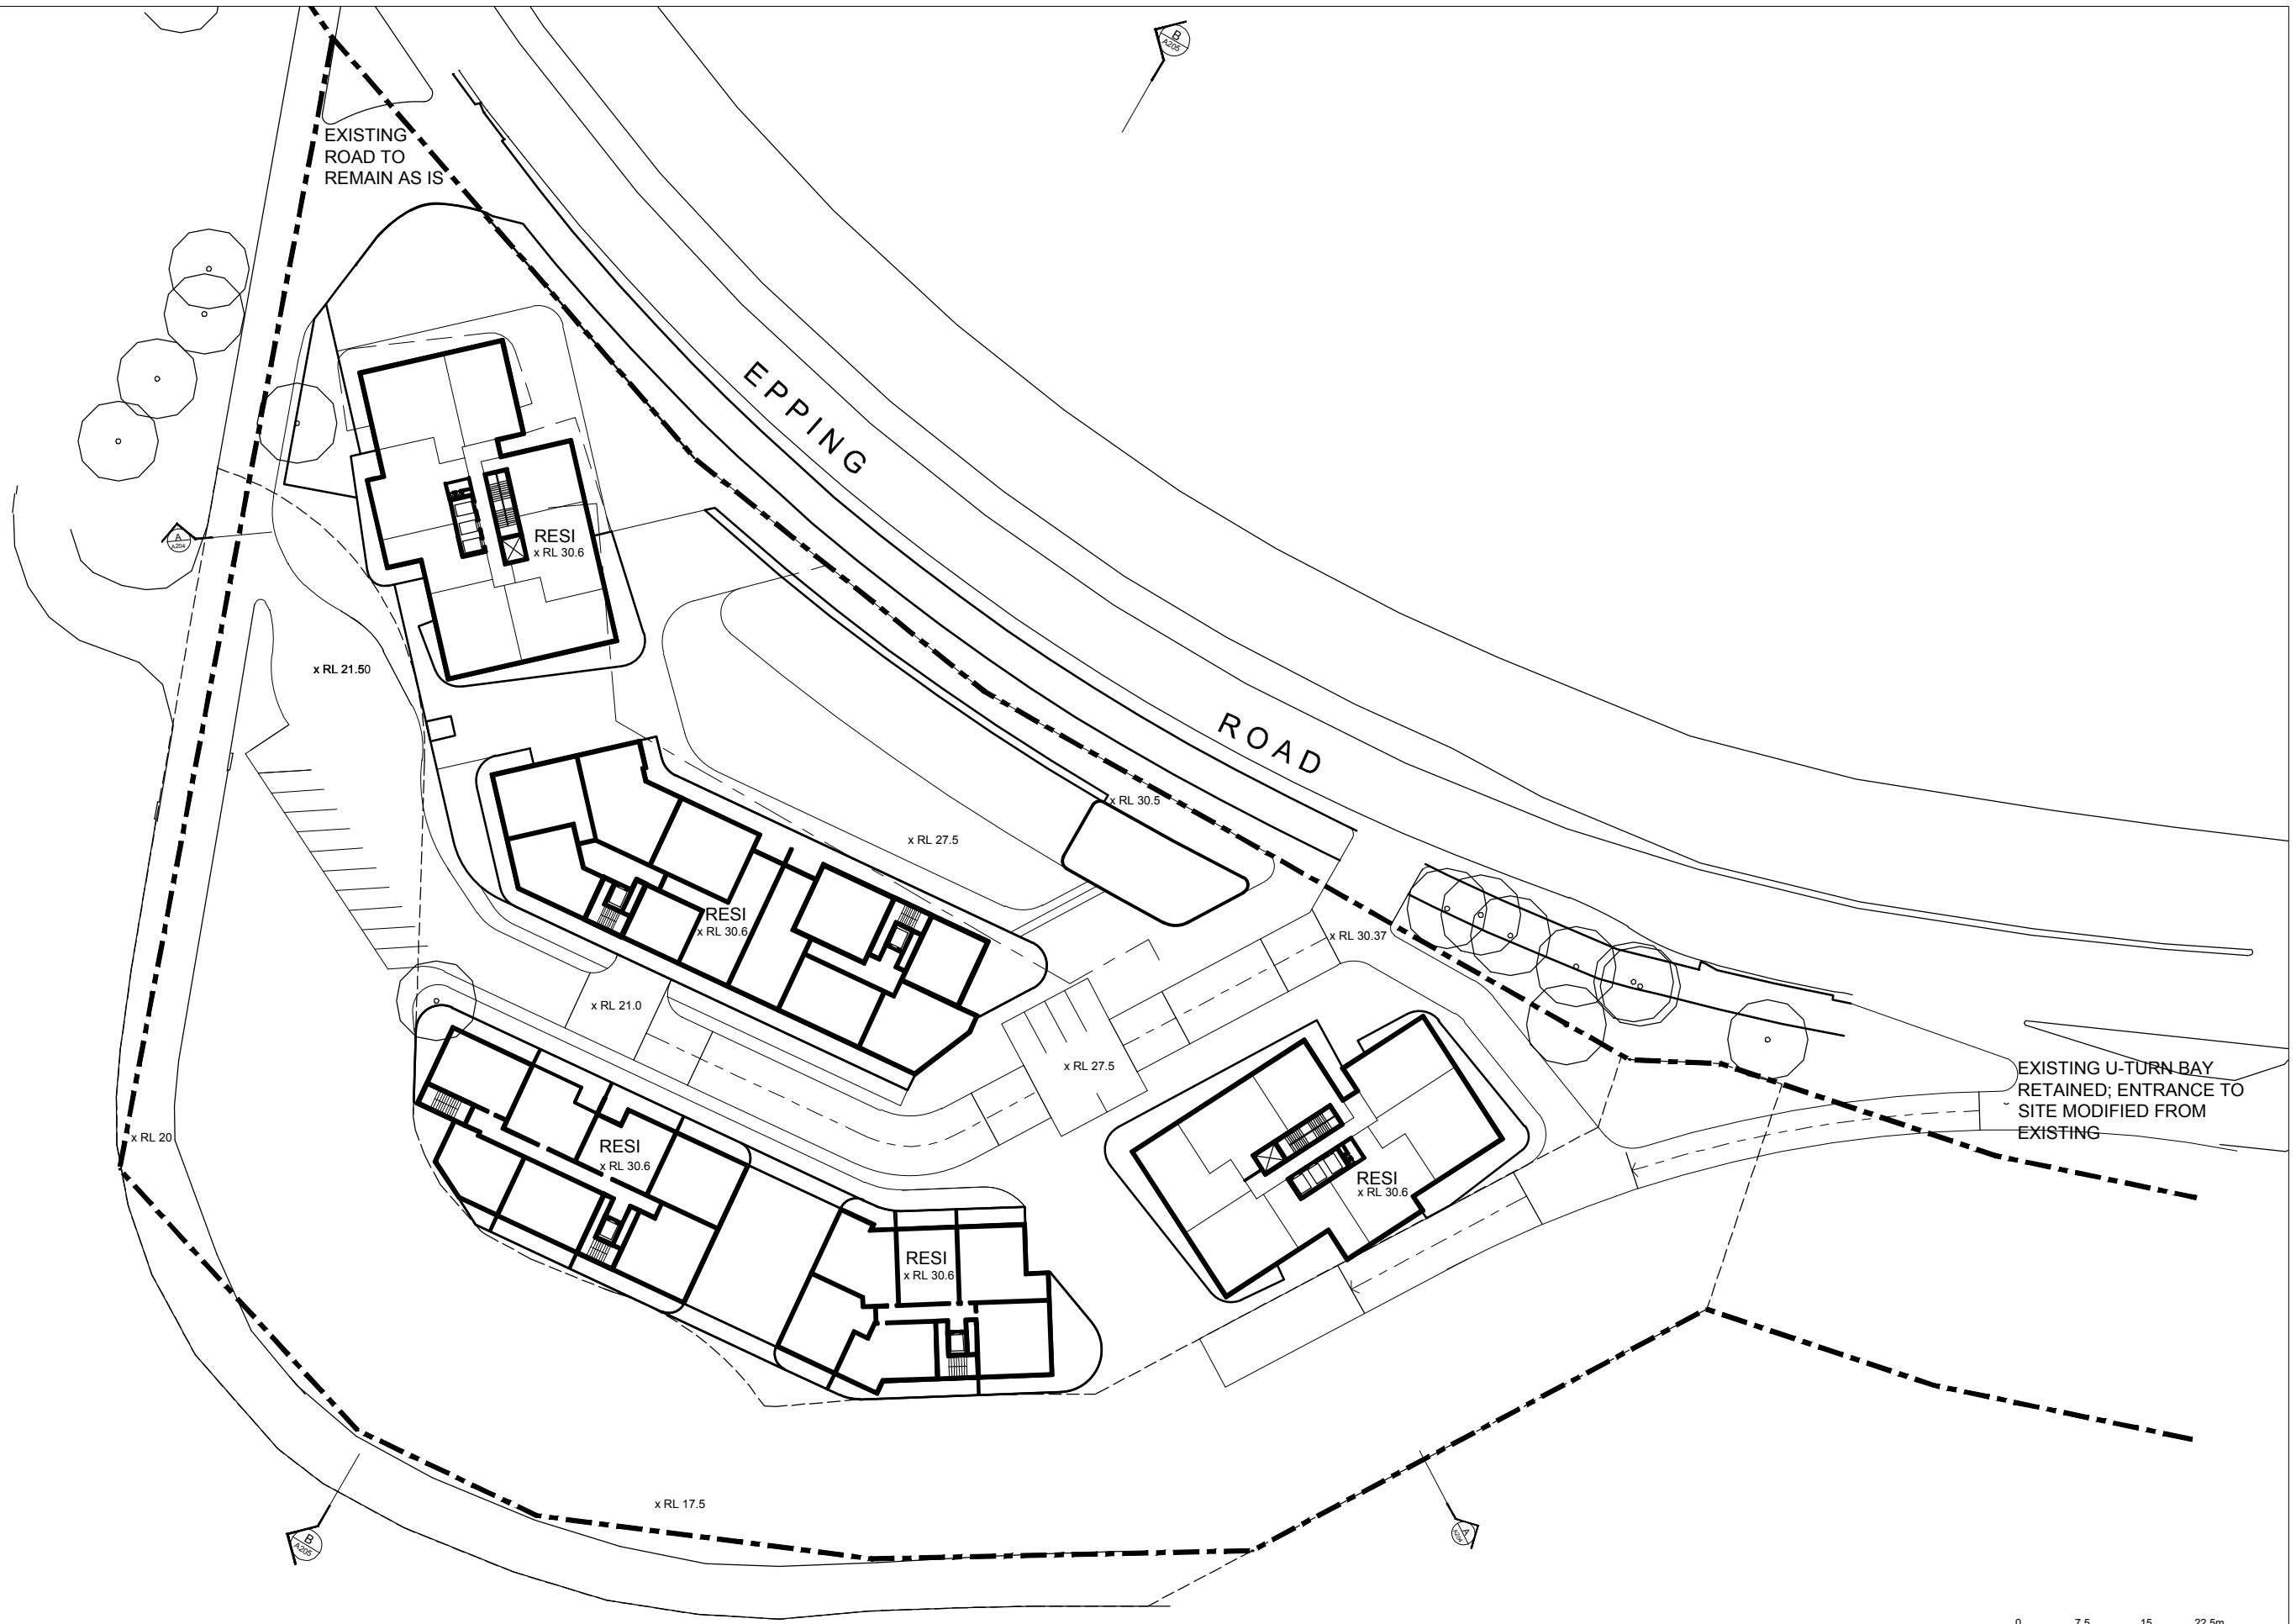 B
A205
EXISTING
ROAD TO
REMAIN AS IS
EPPING
ROAD
A
A204
RESI
x RL 30.6
x RL 21.50
x RL 30.5
x RL 27.5
RESI
x RL 30.6
x RL 30.37
x RL 21.0
x RL 27.5
EXISTING U-TURN BAY
RETAINED; ENTRANCE TO
SITE MODIFIED FROM
EXISTING
x RL 20
RESI
x RL 30.6
RESI
x RL 30.6
RESI
x RL 30.6
x RL 17.5
B
A205
A
A204
0 7.5 15 22.5m